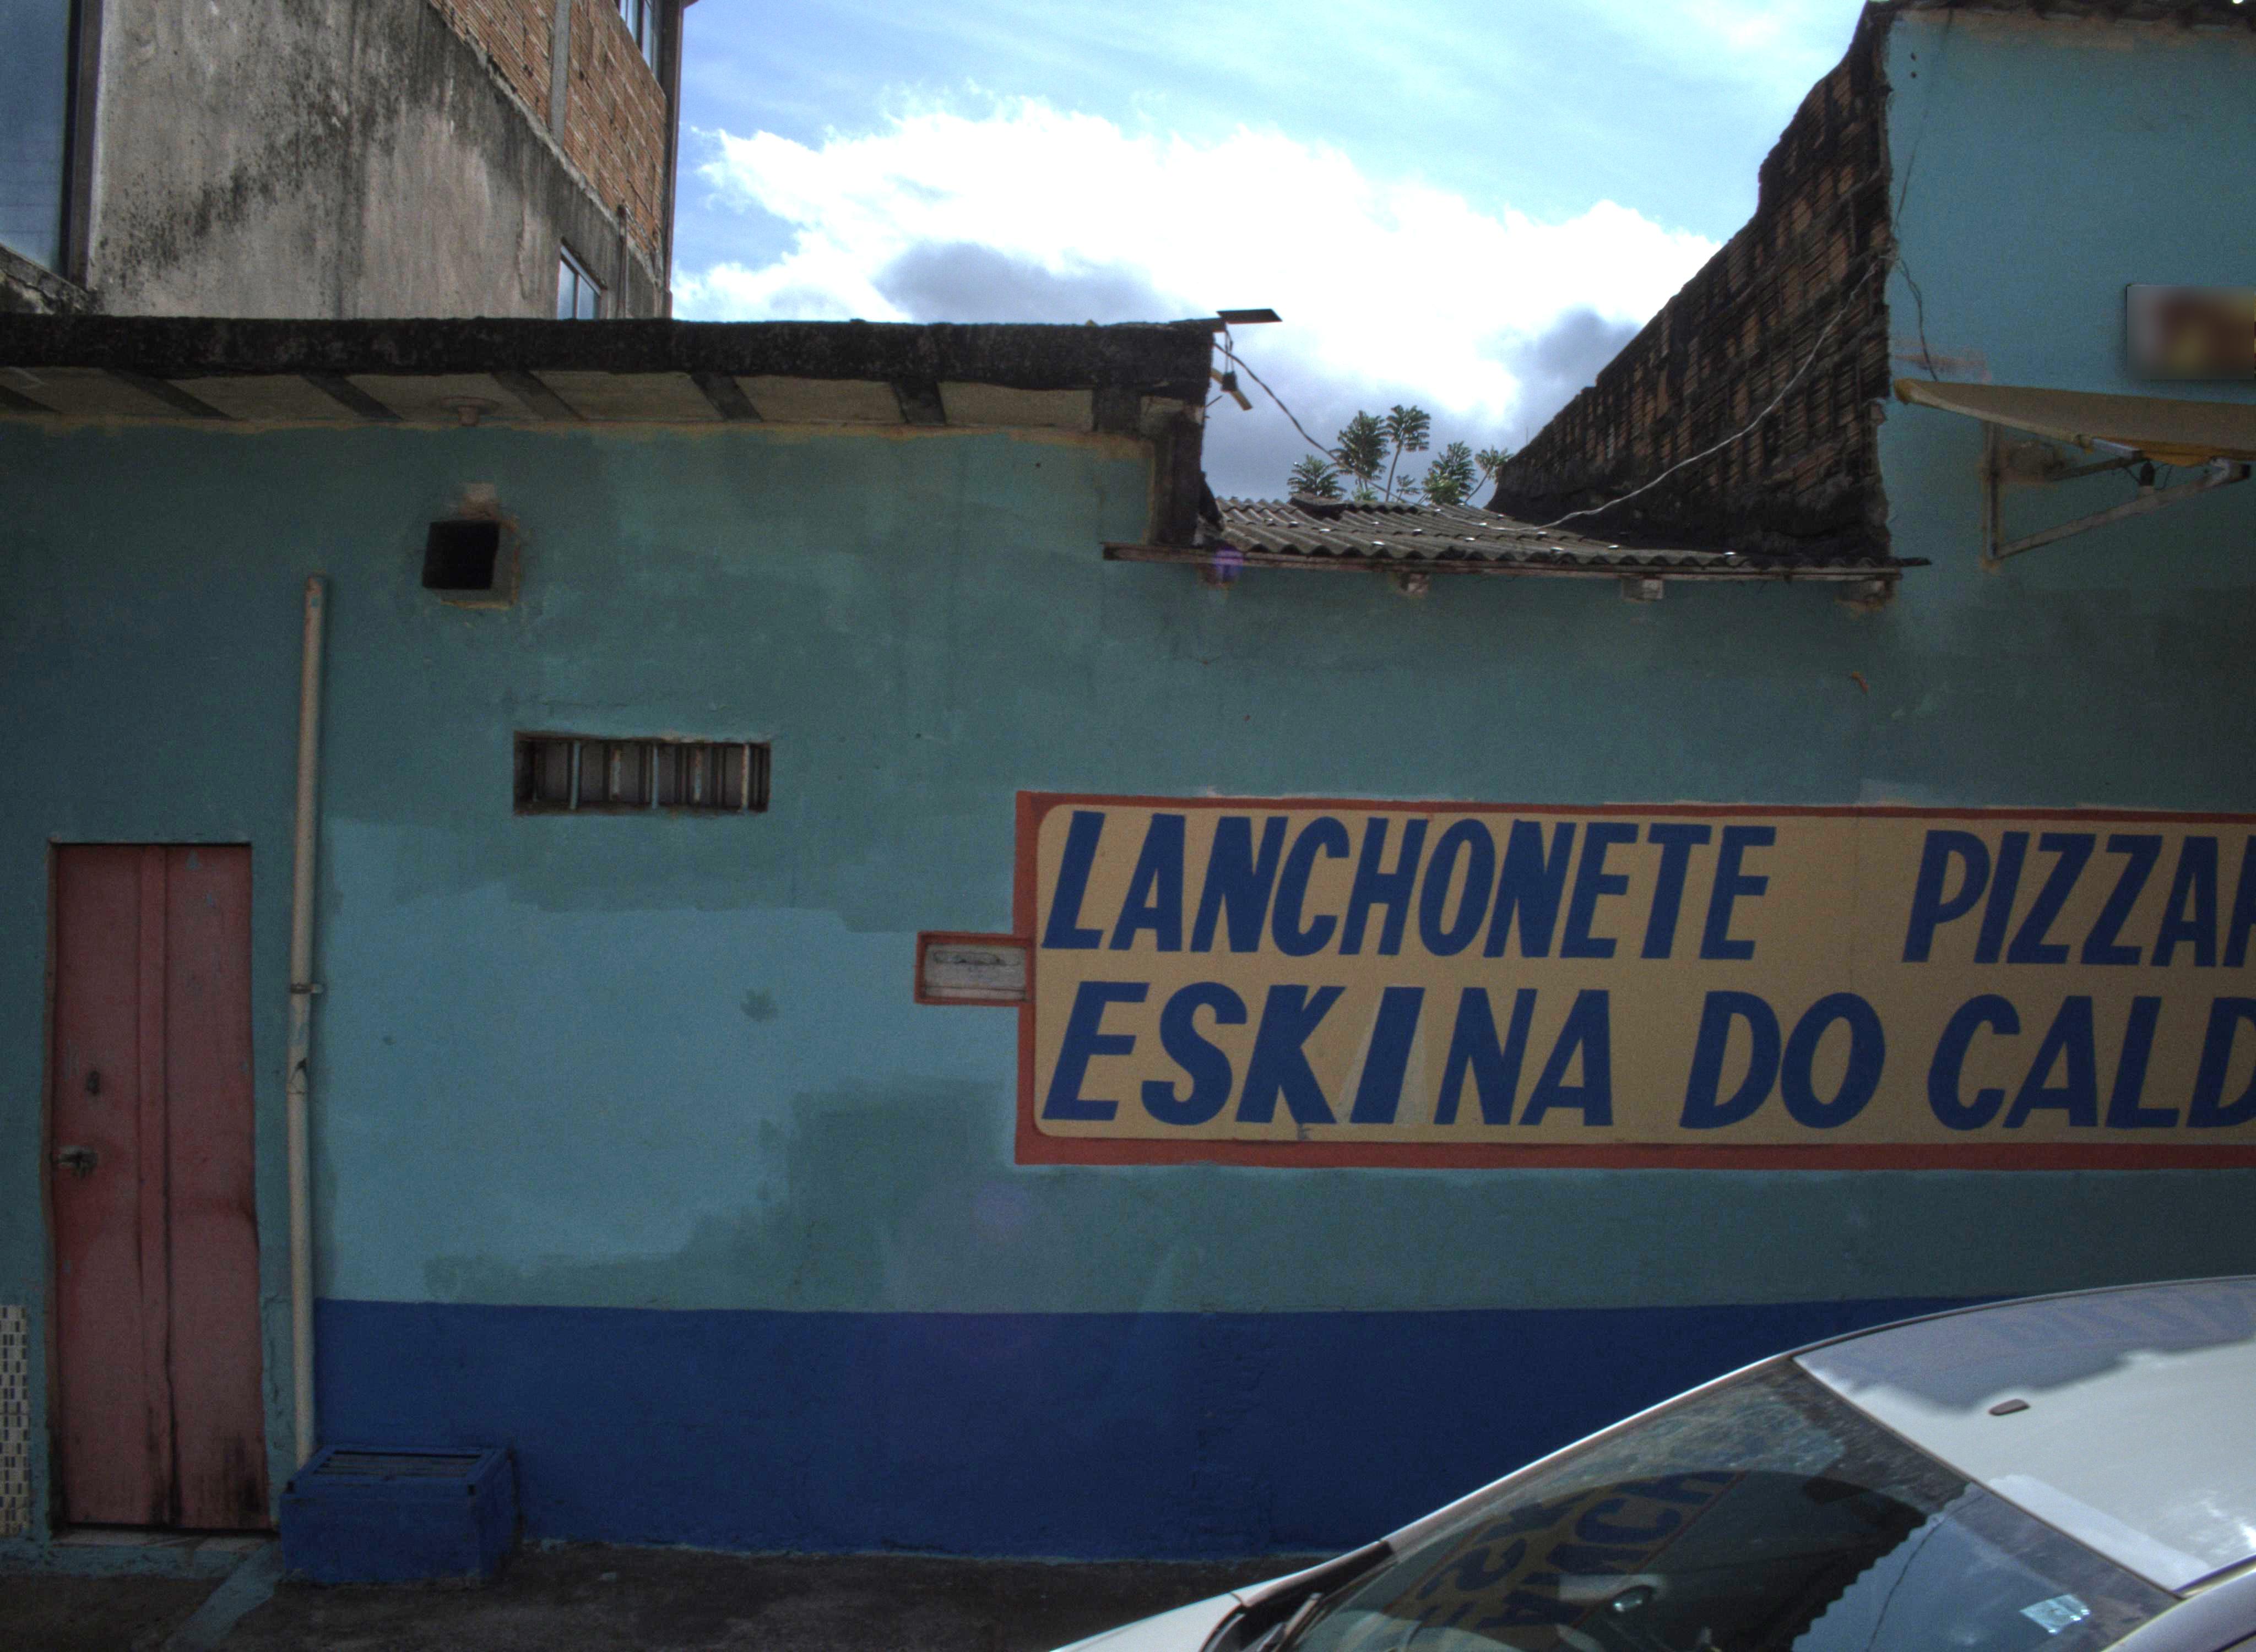 LANCHONETE PIZZA
ESKINA DO CALD